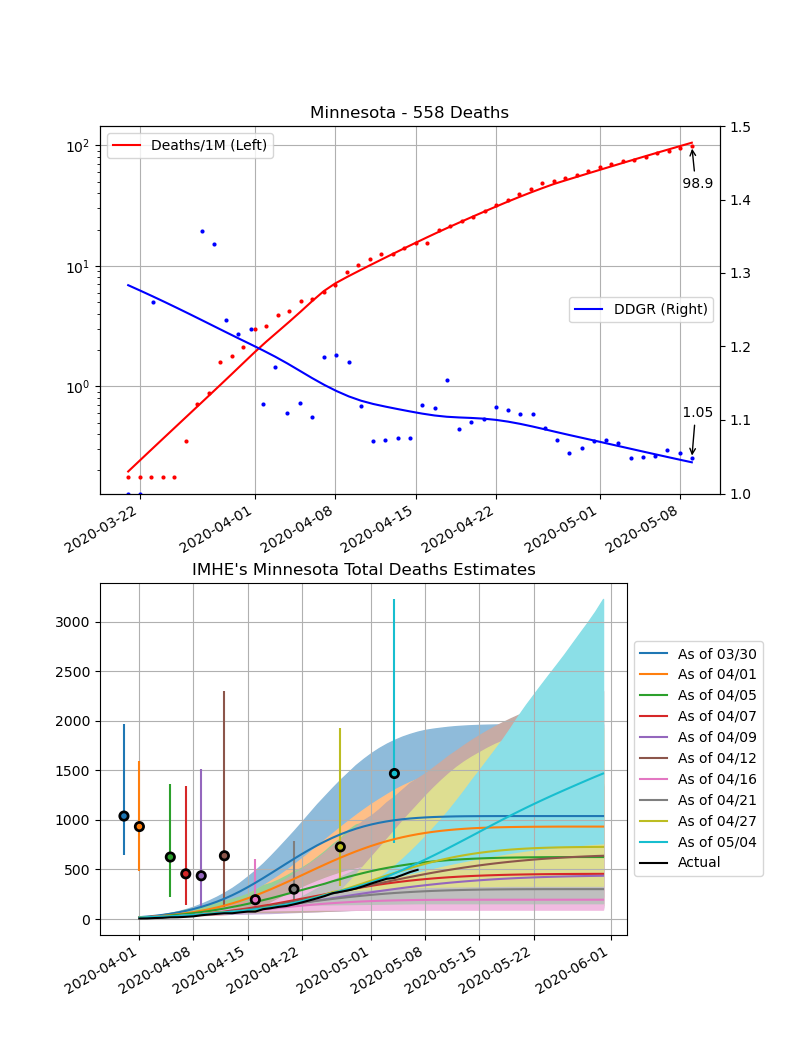 Minnesota - 558 Deaths
Deaths/1M (Left)
DDGR (Right)
98.9
1.05
10²
10¹
10⁰
1.5
1.4
1.3
1.2
1.1
1.0
2020-03-22
2020-04-01
2020-04-08
2020-04-15
2020-04-22
2020-05-01
2020-05-08
IMHE's Minnesota Total Deaths Estimates
3000
2500
2000
1500
1000
500
0
2020-04-01
2020-04-08
2020-04-15
2020-04-22
2020-05-01
2020-05-08
2020-05-15
2020-05-22
2020-06-01
As of 03/30
As of 04/01
As of 04/05
As of 04/07
As of 04/09
As of 04/12
As of 04/16
As of 04/21
As of 04/27
As of 05/04
Actual